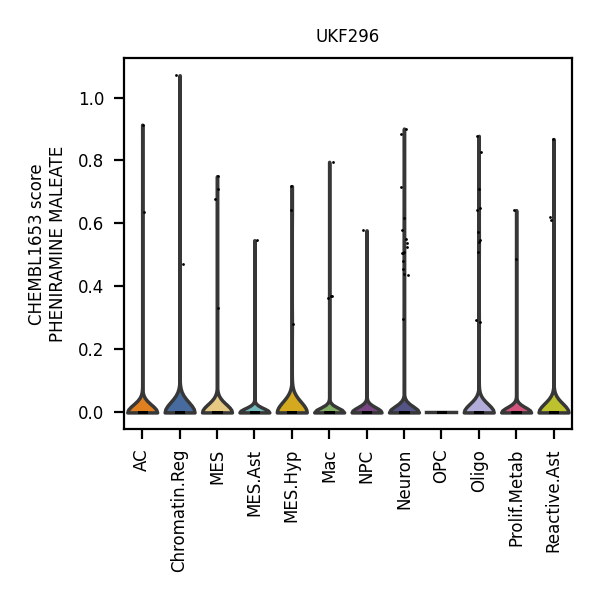 UKF296
CHEMBL1653 score
PHENIRAMINE MALEATE
1.0
0.8
0.6
0.4
0.2
0.0
AC
Chromatin.Reg
MES
MES.Ast
MES.Hyp
Mac
NPC
Neuron
OPC
Oligo
Prolif.Metab
Reactive.Ast